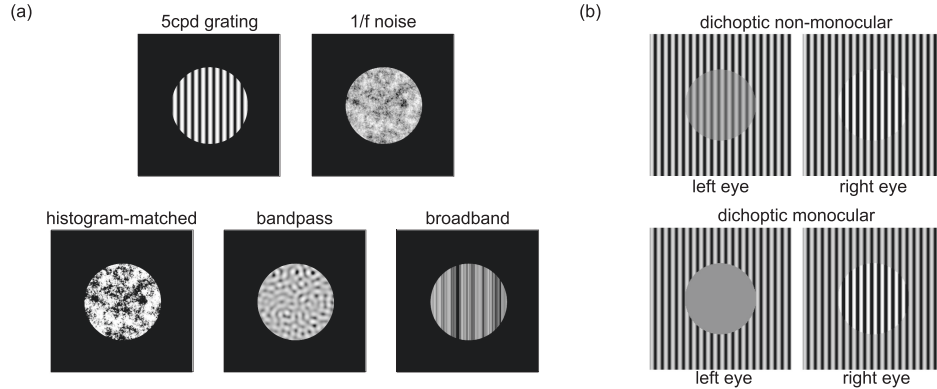 (a)
5cpd grating
1/f noise
histogram-matched
bandpass
broadband
(b)
dichoptic non-monocular
left eye
right eye
dichoptic monocular
left eye
right eye